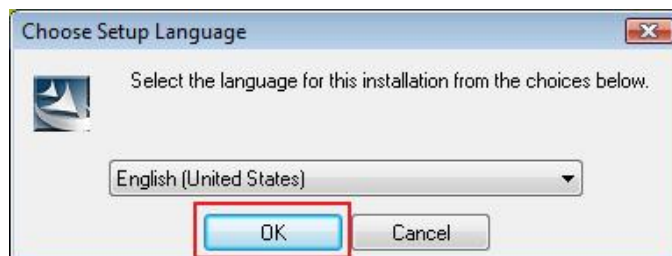 Choose Setup Language
Select the language for this installation from the choices below.
English (United States)
OK Cancel